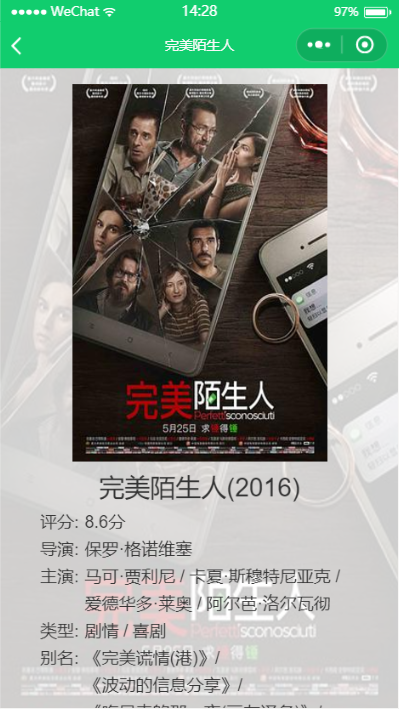 WeChat
14:28
97%
完美陌生人
完美陌生人
Perfetti sconosciuti
5月25日 求锤得锤
完美陌生人(2016)
评分: 8.6分
导演: 保罗·格诺维塞
主演: 马可·贾利尼 / 卡夏·斯穆特尼亚克 /
爱德华多·莱奥 / 阿尔芭·洛尔瓦彻
类型: 剧情 / 喜剧
别名: 《完美谎情(港)》/
《波动的信息分享》/